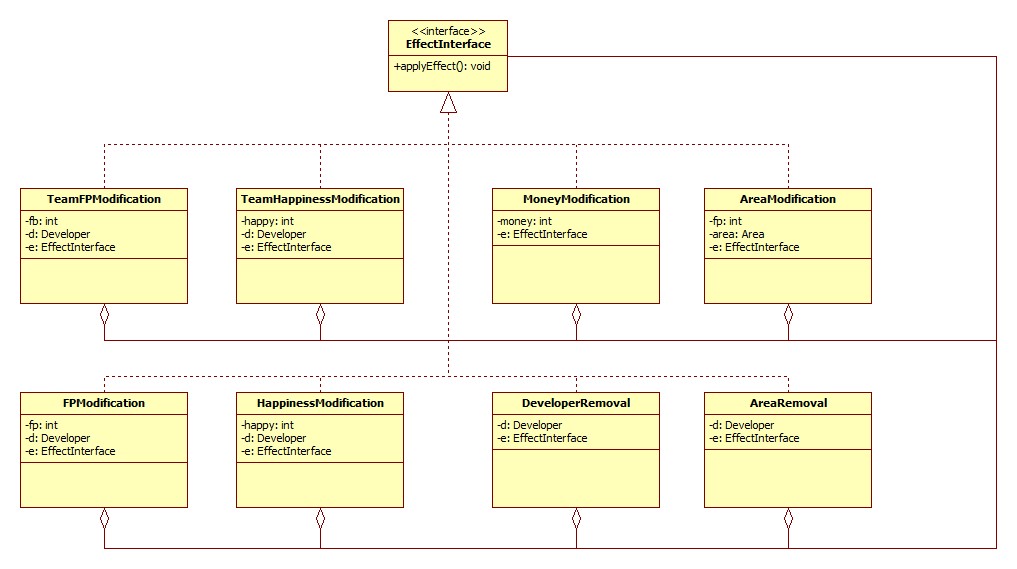 <<interface>>
EffectInterface
+applyEffect(): void
TeamFPModification
-fb: int
-d: Developer
-e: EffectInterface
TeamHappinessModification
-happy: int
-d: Developer
-e: EffectInterface
MoneyModification
-money: int
-e: EffectInterface
AreaModification
-fp: int
-area: Area
-e: EffectInterface
FPModification
-fp: int
-d: Developer
-e: EffectInterface
HappinessModification
-happy: int
-d: Developer
-e: EffectInterface
DeveloperRemoval
-d: Developer
-e: EffectInterface
AreaRemoval
-d: Developer
-e: EffectInterface